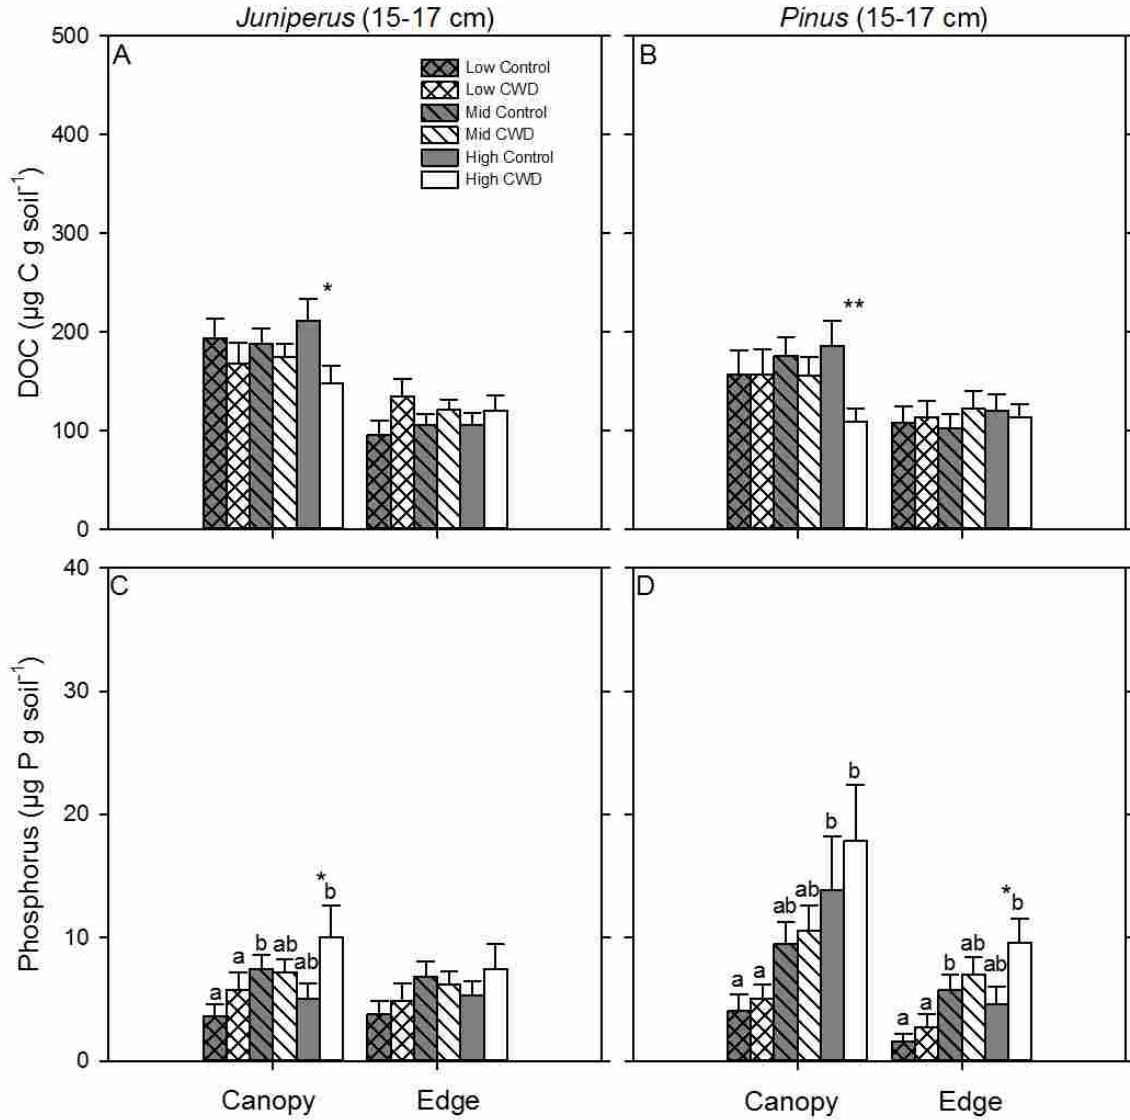 Juniperus (15-17 cm)
Pinus (15-17 cm)
A
B
Low Control
Low CWD
Mid Control
Mid CWD
High Control
High CWD
DOC (µg C g soil⁻¹)
500
400
300
200
100
0
*
**
C
D
Phosphorus (µg P g soil⁻¹)
40
30
20
10
0
a a b ab ab * b
a a ab ab b b
a a b ab ab * b
Canopy Edge
Canopy Edge